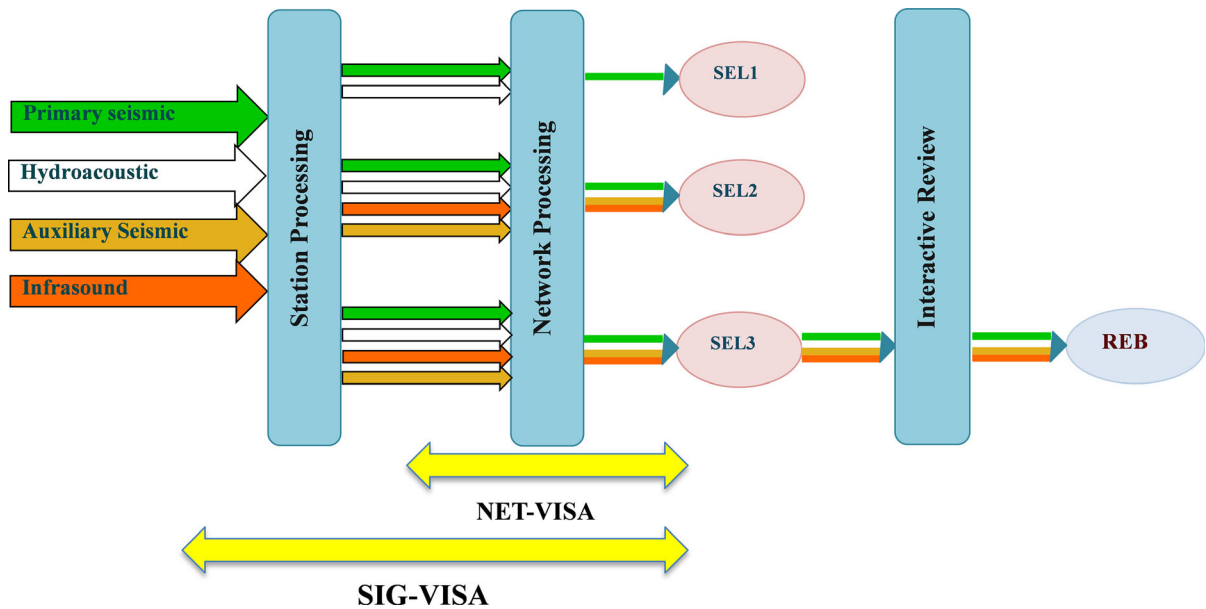 Primary seismic
Hydroacoustic
Auxiliary Seismic
Infrasound
Station Processing
Network Processing
SEL1
SEL2
SEL3
Interactive Review
REB
NET-VISA
SIG-VISA